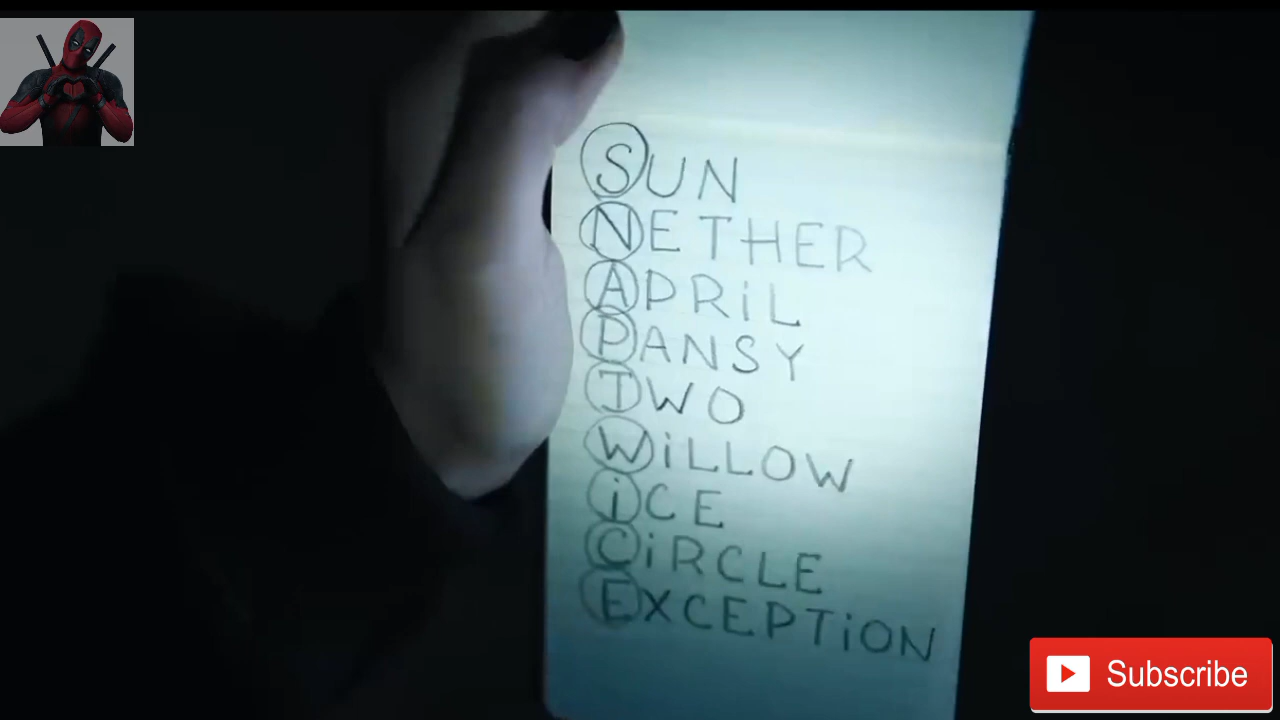 SUN
NETHER
APRiL
PANSY
TWO
WiLLOW
iCE
CiRCLE
EXCEPTiON
Subscribe